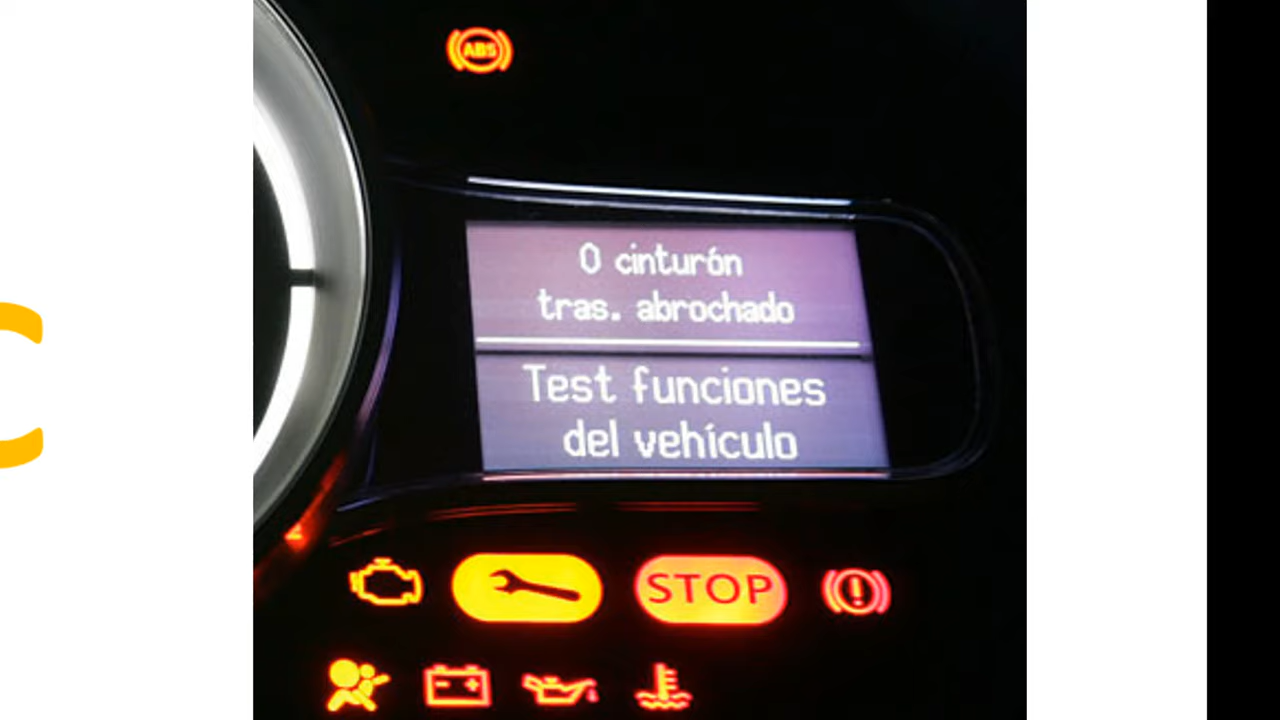 ABS
0 cinturón
tras. abrochado
Test funciones
del vehículo
STOP